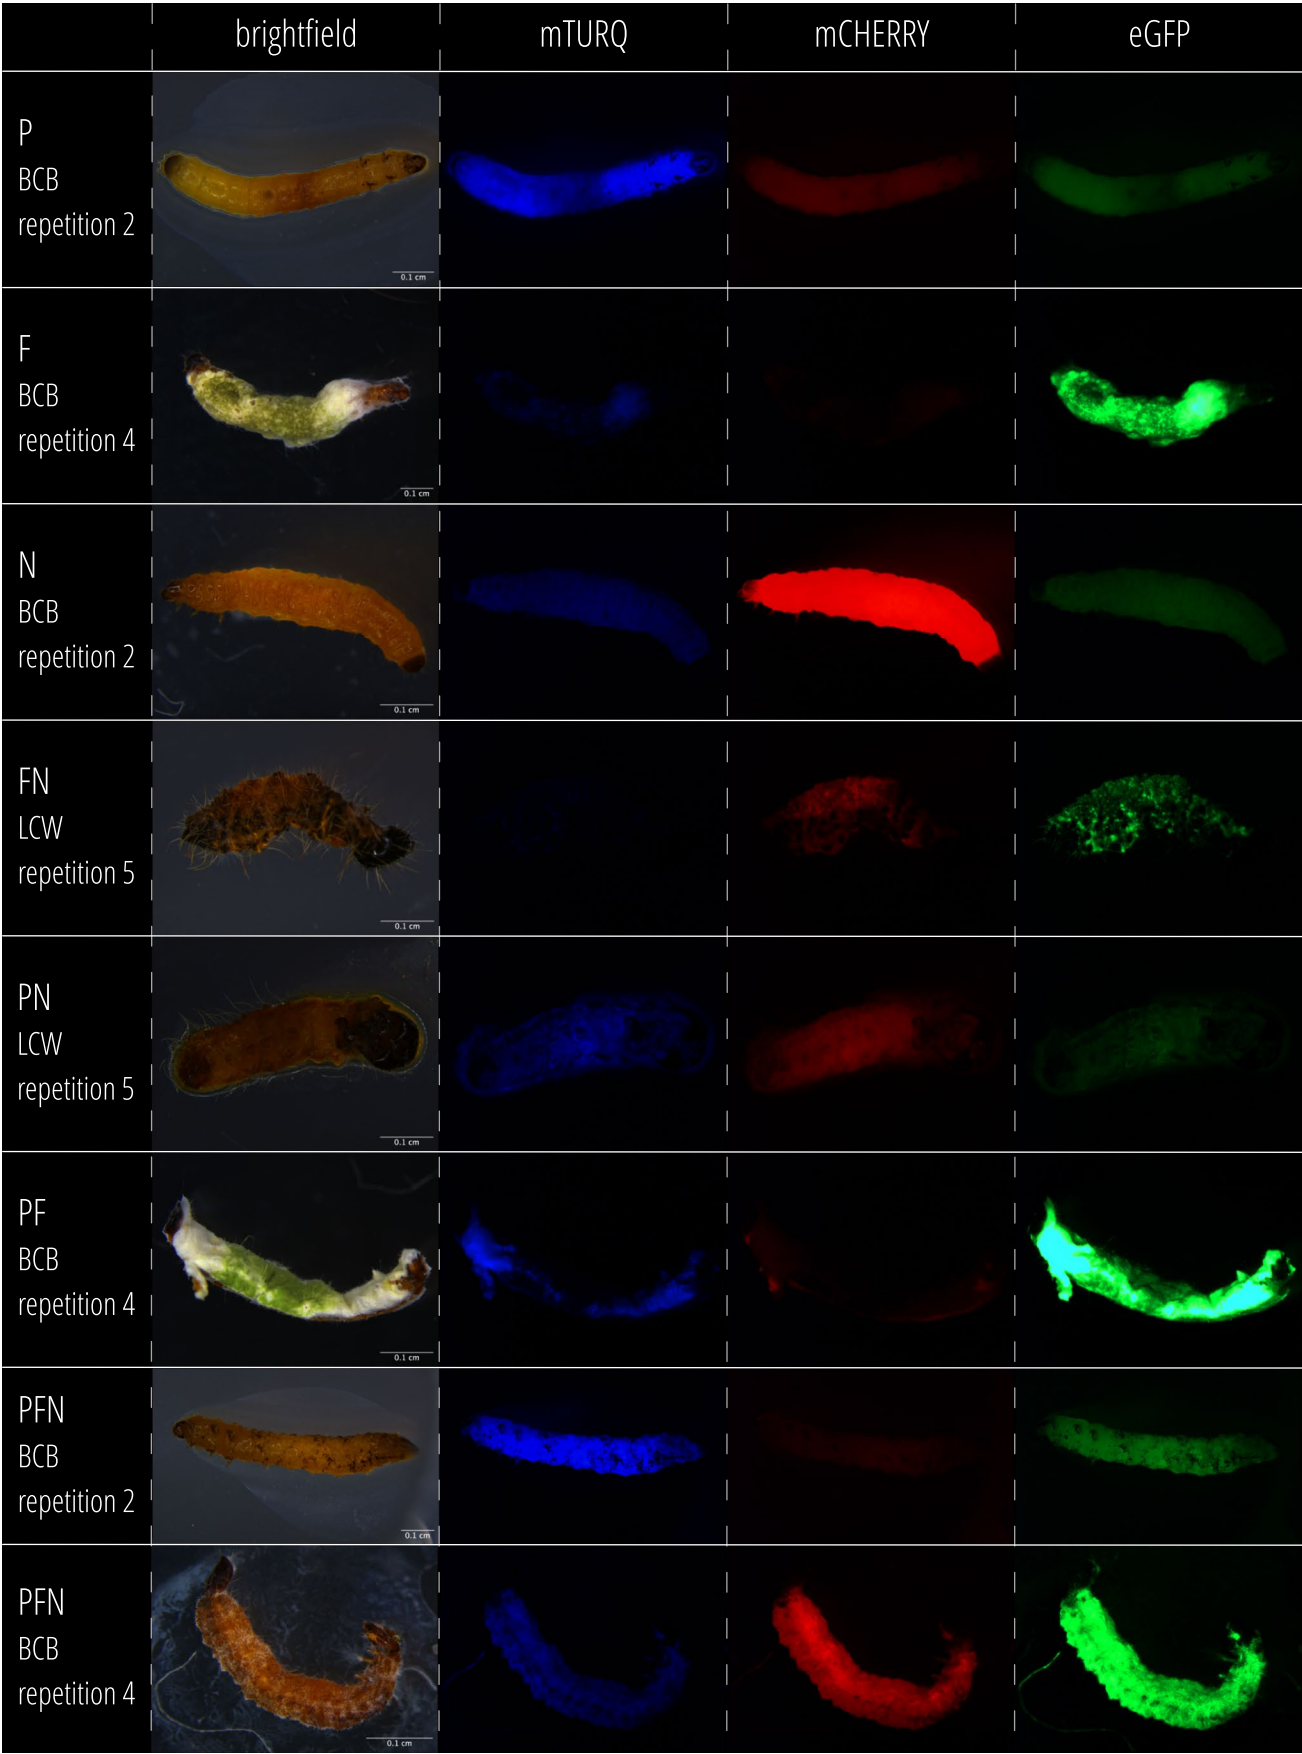 brightfield mTURQ mCHERRY eGFP
P
BCB
repetition 2
0.1 cm
F
BCB
repetition 4
0.1 cm
N
BCB
repetition 2
0.1 cm
FN
LCW
repetition 5
0.1 cm
PN
LCW
repetition 5
0.1 cm
PF
BCB
repetition 4
0.1 cm
PFN
BCB
repetition 2
0.1 cm
PFN
BCB
repetition 4
0.1 cm